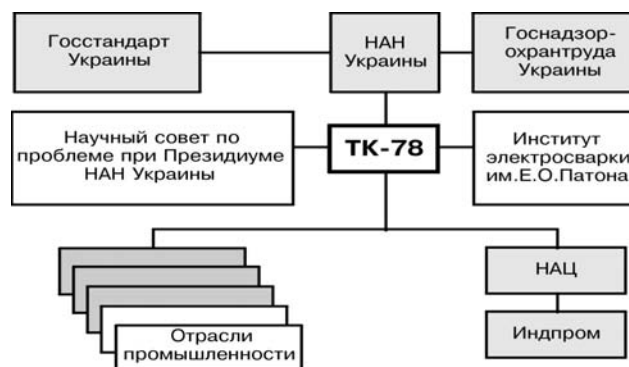 Госстандарт
Украины
НАН
Украины
Госнадзор-
охрантруда
Украины
Научный совет по
проблеме при Президиуме
НАН Украины
ТК-78
Институт
электросварки
им.Е.О.Патона
НАЦ
Индпром
Отрасли
промышленности